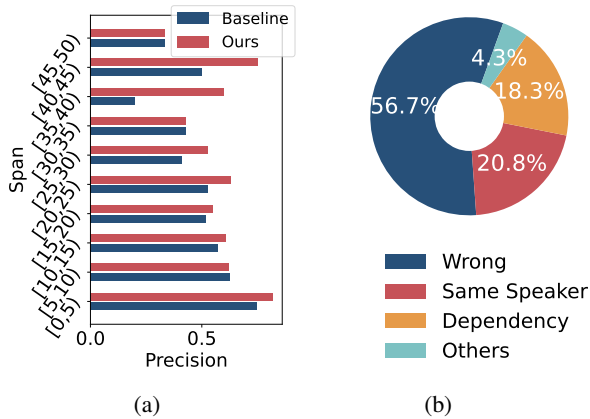 Baseline
Ours
[45,50)
[40,45)
[35,40)
[30,35)
[25,30)
[20,25)
[15,20)
[10,15)
[5,10)
[0,5)
Span
0.0 0.5
Precision
(a)
4.3%
56.7%
18.3%
20.8%
Wrong
Same Speaker
Dependency
Others
(b)